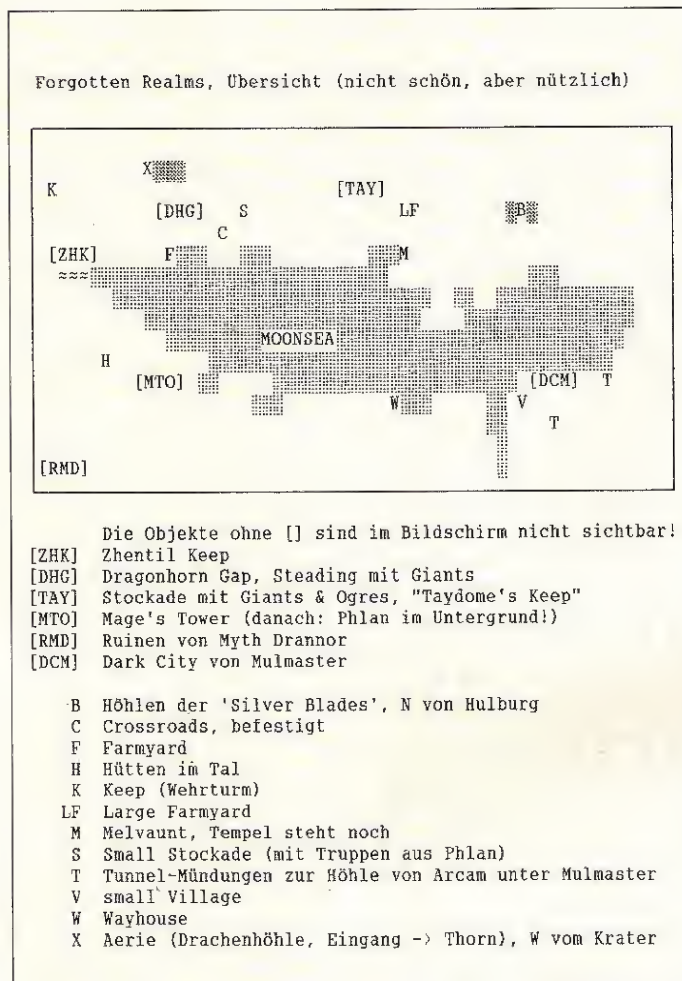 Forgotten Realms, Übersicht (nicht schön, aber nützlich)
X
K [TAY]
[DHG] S LF B
C
[ZHK] F M
≈≈≈
MOONSEA
H
[MTO] [DCM] T
W V
T
[RMD]
Die Objekte ohne [] sind im Bildschirm nicht sichtbar!
[ZHK] Zhentil Keep
[DHG] Dragonhorn Gap, Steading mit Giants
[TAY] Stockade mit Giants & Ogres, "Taydome's Keep"
[MTO] Mage's Tower (danach: Phlan im Untergrund!)
[RMD] Ruinen von Myth Drannor
[DCM] Dark City von Mulmaster
B Höhlen der 'Silver Blades', N von Hulburg
C Crossroads, befestigt
F Farmyard
H Hütten im Tal
K Keep (Wehrturm)
LF Large Farmyard
M Melvaunt, Tempel steht noch
S Small Stockade (mit Truppen aus Phlan)
T Tunnel-Mündungen zur Höhle von Arcam unter Mulmaster
V small Village
W Wayhouse
X Aerie (Drachenhöhle, Eingang -> Thorn), W vom Krater